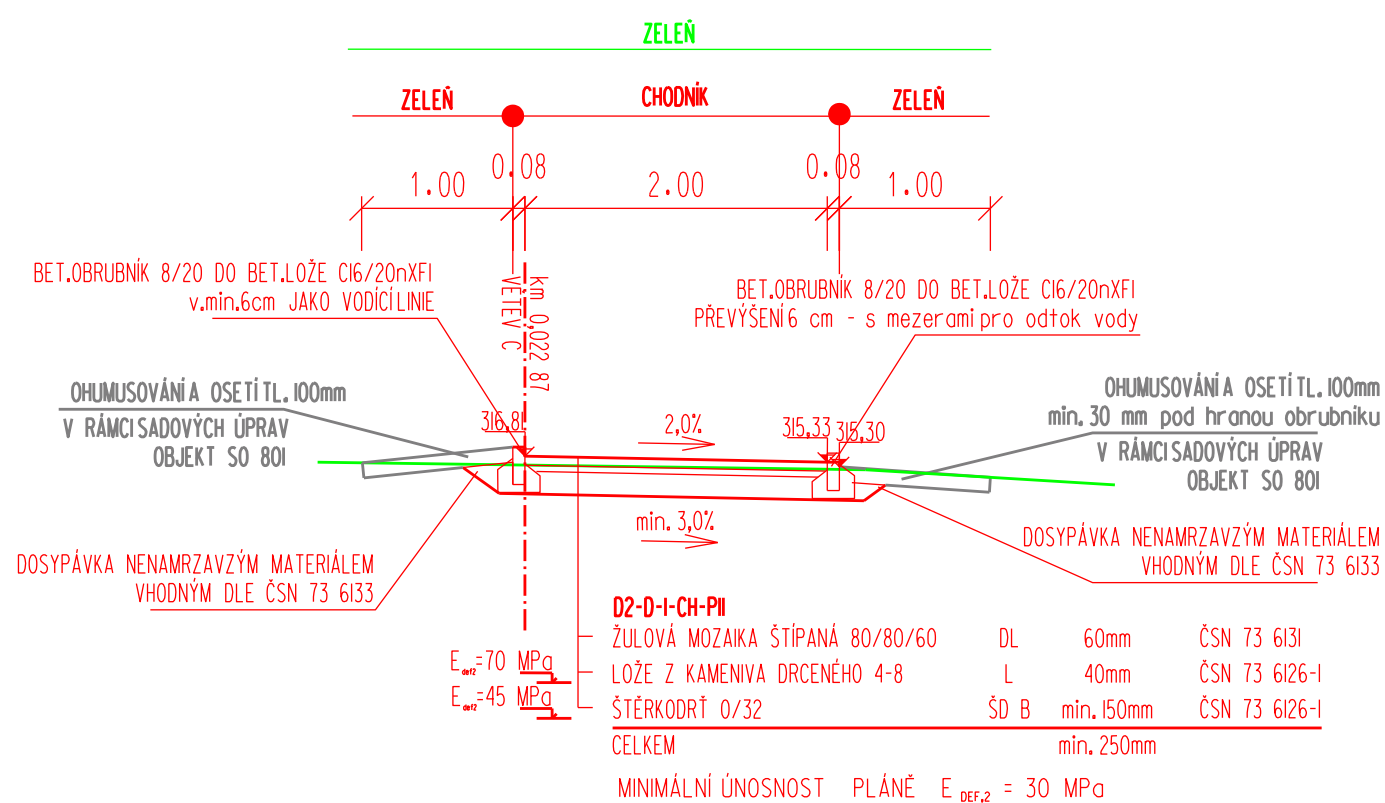 ZELEŇ
ZELEŇ
CHODNÍK
ZELEŇ
1.00
0.08
2.00
0.08
1.00
BET.OBRUBNÍK 8/20 DO BET.LOŽE C16/20nXF1
v.min.6cm JAKO VODÍCÍ LINIE
km 0,022 87
VĚTEV C
BET.OBRUBNÍK 8/20 DO BET.LOŽE C16/20nXF1
PŘEVÝŠENÍ 6 cm - s mezerami pro odtok vody
OHUMUSOVÁNÍ A OSETÍ TL. 100mm
V RÁMCI SADOVÝCH ÚPRAV
OBJEKT SO 801
316,81
2,0%
315,33
315,30
OHUMUSOVÁNÍ A OSETÍ TL. 100mm
min. 30 mm pod hranou obrubniku
V RÁMCI SADOVÝCH ÚPRAV
OBJEKT SO 801
min. 3,0%
DOSYPÁVKA NENAMRZAVZÝM MATERIÁLEM
VHODNÝM DLE ČSN 73 6133
DOSYPÁVKA NENAMRZAVZÝM MATERIÁLEM
VHODNÝM DLE ČSN 73 6133
D2-D-1-CH-PIII
ŽULOVÁ MOZAIKA ŠTÍPANÁ 80/80/60 DL 60mm ČSN 73 6131
Edef2=70 MPa
LOŽE Z KAMENIVA DRCENÉHO 4-8 L 40mm ČSN 73 6126-1
Edef2=45 MPa
ŠTĚRKODRŤ 0/32 ŠD B min. 150mm ČSN 73 6126-1
CELKEM min. 250mm
MINIMÁLNÍ ÚNOSNOST PLÁNĚ E DEF,2 = 30 MPa